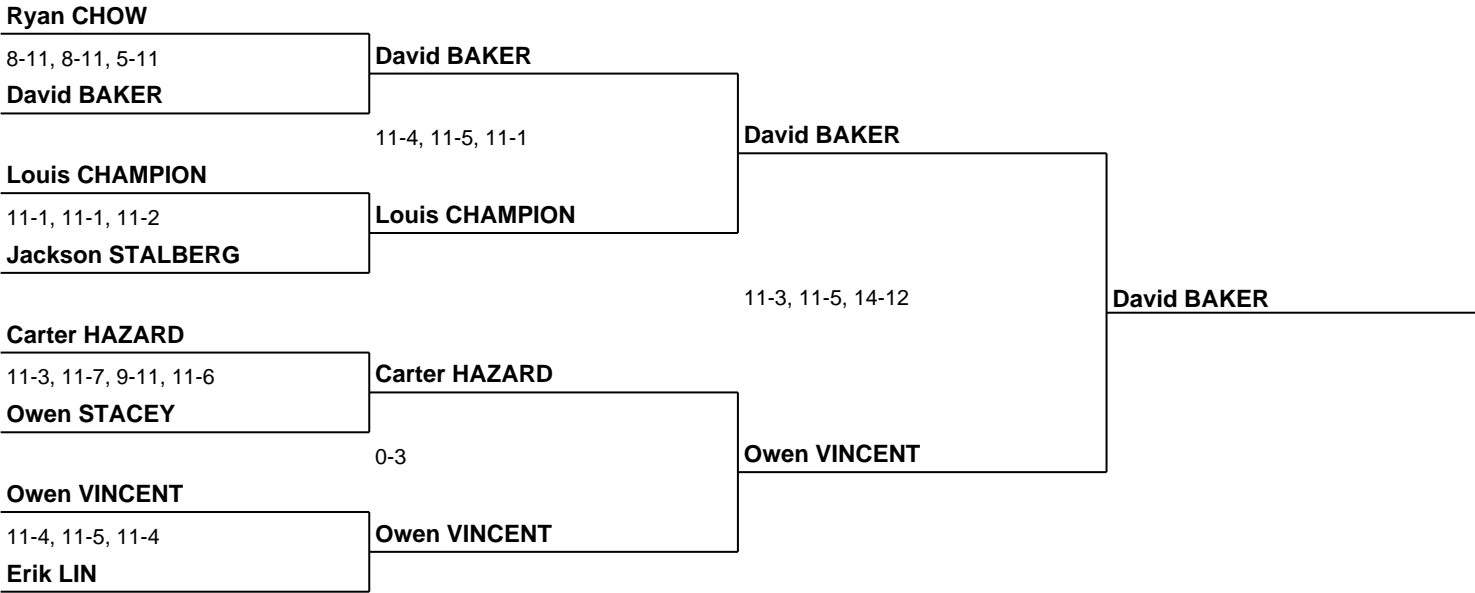 Ryan CHOW
8-11, 8-11, 5-11
David BAKER
David BAKER
11-4, 11-5, 11-1
David BAKER
Louis CHAMPION
11-1, 11-1, 11-2
Louis CHAMPION
Jackson STALBERG
11-3, 11-5, 14-12
David BAKER
Carter HAZARD
11-3, 11-7, 9-11, 11-6
Carter HAZARD
Owen STACEY
0-3
Owen VINCENT
Owen VINCENT
11-4, 11-5, 11-4
Owen VINCENT
Erik LIN